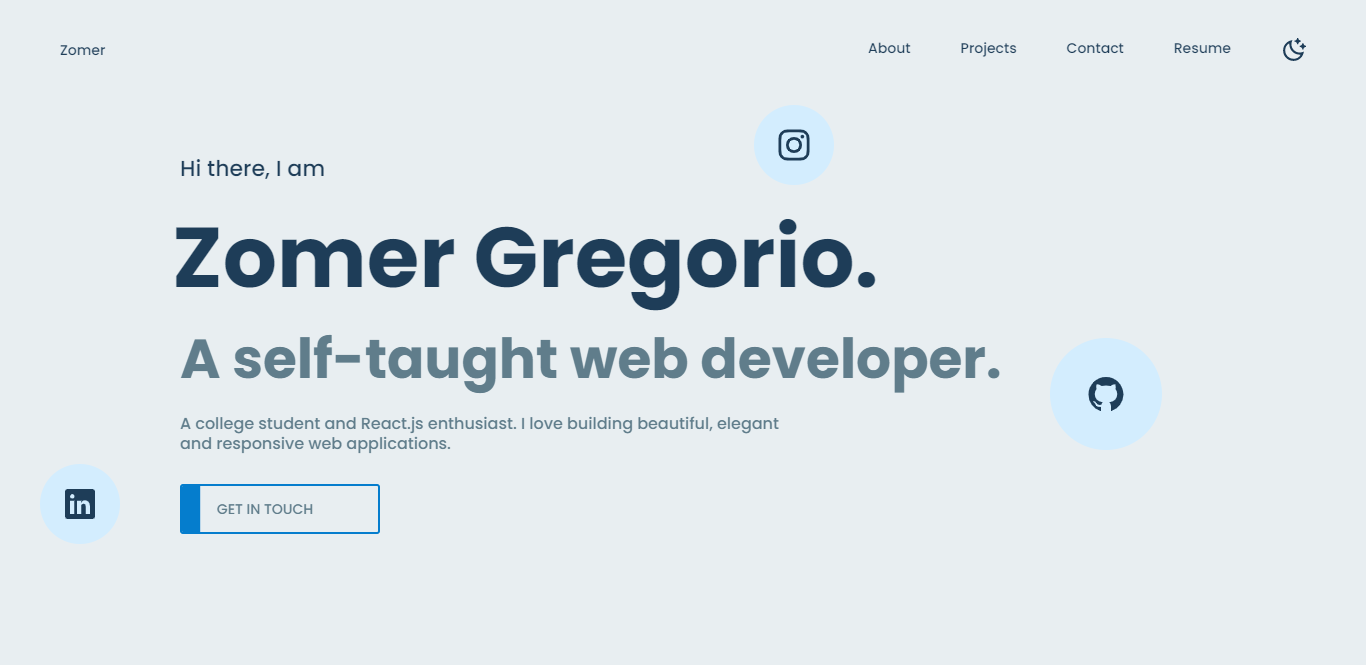 Zomer
About
Projects
Contact
Resume
Hi there, I am
Zomer Gregorio.
A self-taught web developer.
A college student and React.js enthusiast. I love building beautiful, elegant
and responsive web applications.
in
GET IN TOUCH